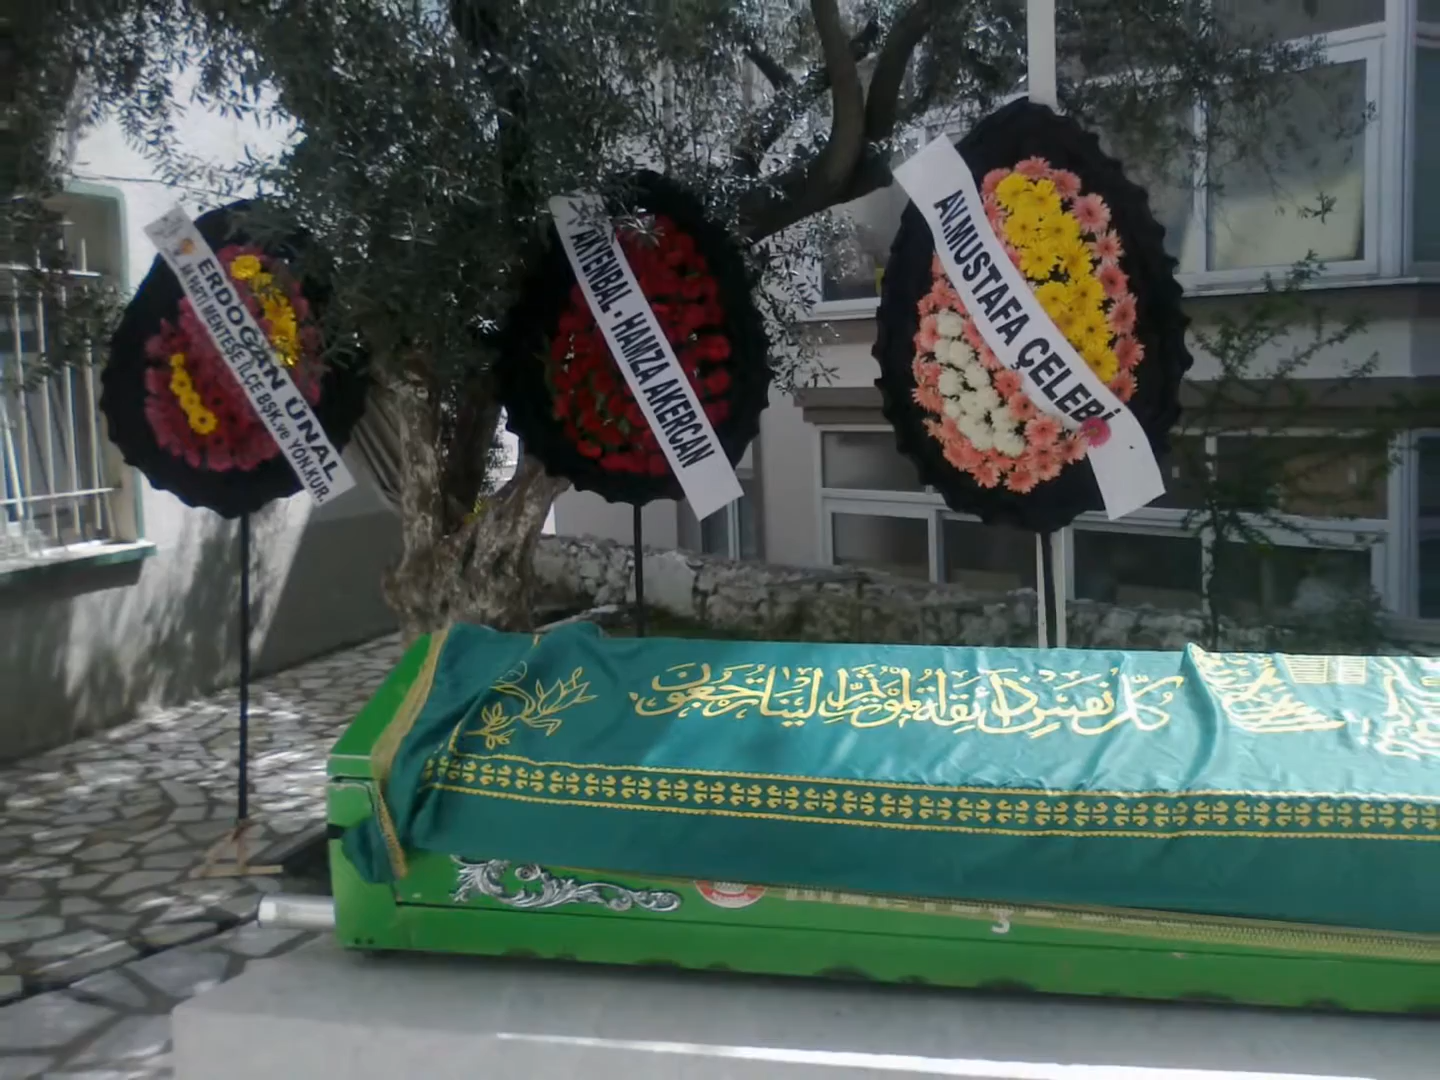 ERDOĞAN ÜNAL
AK PARTİ MENTEŞE İLÇE BŞK.ve YÖN.KUR.
AKYENBAL - HAMZA AKERCAN
AV.MUSTAFA ÇELEBİ
كل نفس ذائقة الموت ثم إلينا ترجعون